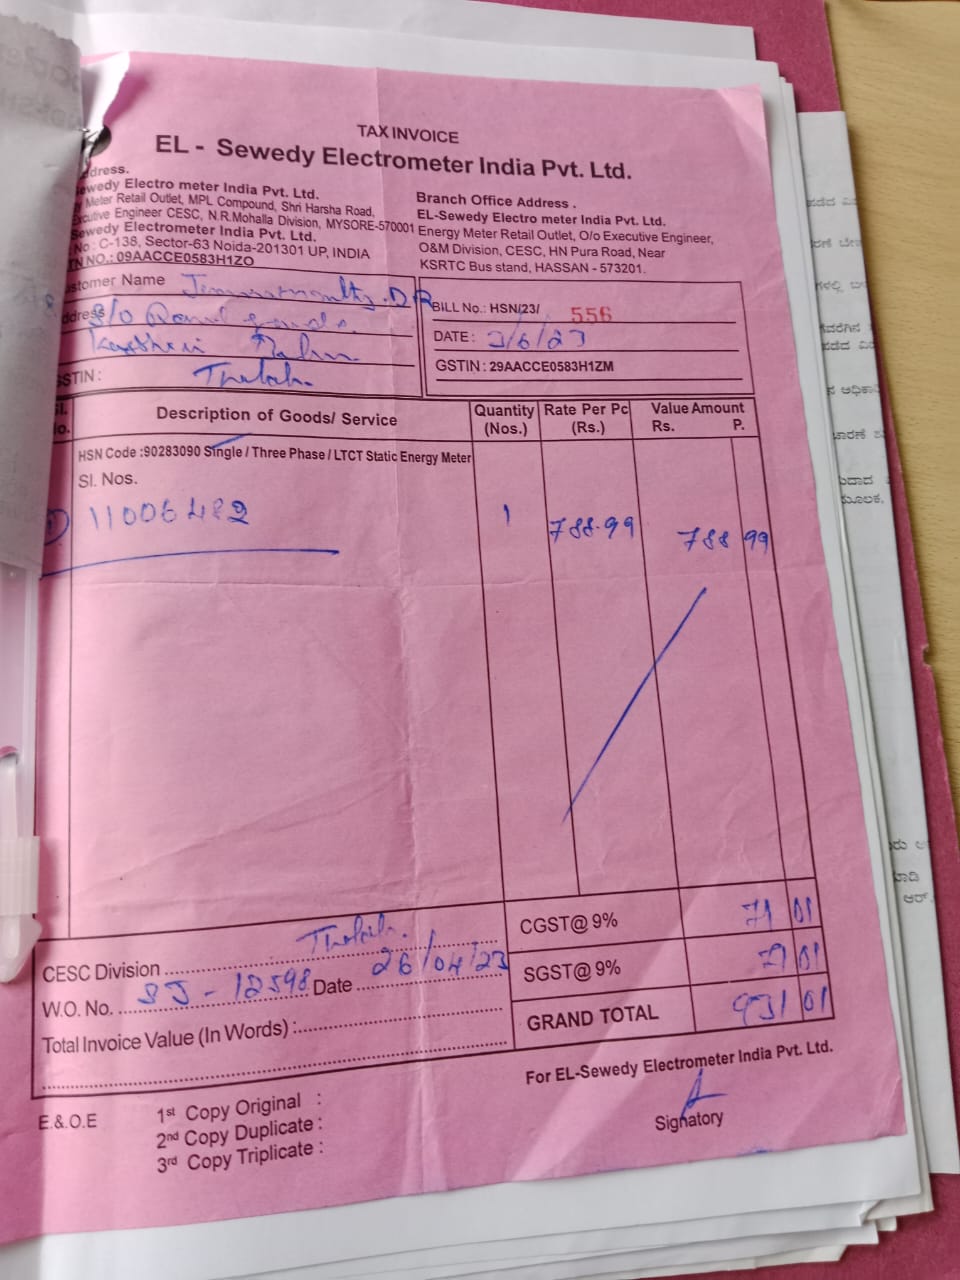 TAX INVOICE
EL - Sewedy Electrometer India Pvt. Ltd.
dress.
ewedy Electro meter India Pvt. Ltd.
y Meter Retail Outlet, MPL Compound, Shri Harsha Road,
cutive Engineer CESC, N.R.Mohalla Division, MYSORE-570001
Sewedy Electrometer India Pvt. Ltd.
No : C-138, Sector-63 Noida-201301 UP, INDIA
TN NO.: 09AACCE0583H1ZO
Branch Office Address .
EL-Sewedy Electro meter India Pvt. Ltd.
Energy Meter Retail Outlet, O/o Executive Engineer,
O&M Division, CESC, HN Pura Road, Near
KSRTC Bus stand, HASSAN - 573201.
stomer Name
ddress S/o
STIN :
BILL No.: HSN/23/ 556
DATE : 3/6/23
GSTIN : 29AACCE0583H1ZM
Sl. No. Description of Goods/ Service Quantity (Nos.) Rate Per Pc (Rs.) Value Amount Rs. P.
HSN Code :90283090 Single / Three Phase / LTCT Static Energy Meter
Sl. Nos.
11006482 1 788.99 788 99
CGST@ 9% 71 01
SGST@ 9% 71 01
GRAND TOTAL 931 01
CESC Division
W.O. No. SJ - 12598 Date 26/04/23
Total Invoice Value (In Words) :
For EL-Sewedy Electrometer India Pvt. Ltd.
Signatory
E.&.O.E
1st Copy Original :
2nd Copy Duplicate :
3rd Copy Triplicate :